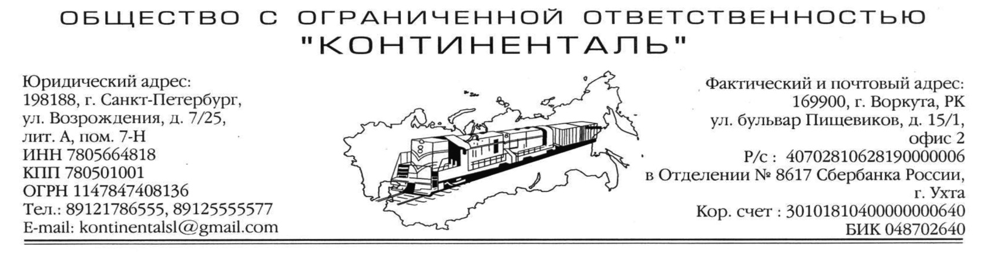 ОБЩЕСТВО С ОГРАНИЧЕННОЙ ОТВЕТСТВЕННОСТЬЮ
"КОНТИНЕНТАЛЬ"
Юридический адрес:
198188, г. Санкт-Петербург,
ул. Возрождения, д. 7/25,
лит. А, пом. 7-Н
ИНН 7805664818
КПП 780501001
ОГРН 1147847408136
Тел.: 89121786555, 89125555577
E-mail: kontinentalsl@gmail.com
Фактический и почтовый адрес:
169900, г. Воркута, РК
ул. бульвар Пищевиков, д. 15/1,
офис 2
Р/с : 40702810628190000006
в Отделении № 8617 Сбербанка России,
г. Ухта
Кор. счет : 30101810400000000640
БИК 048702640